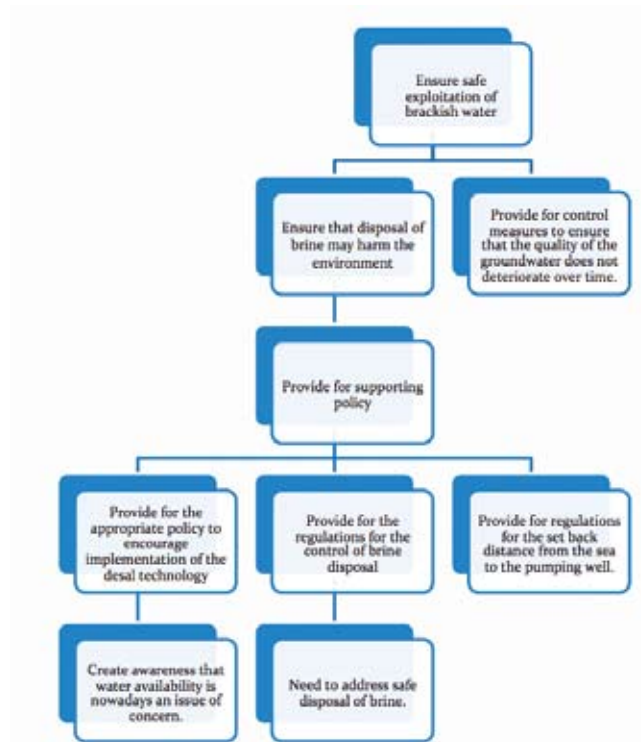 Ensure safe
exploitation of
brackish water
Ensure that disposal of
brine may harm the
environment
Provide for control
measures to ensure
that the quality of the
groundwater does not
deteriorate over time.
Provide for supporting
policy
Provide for the
appropriate policy to
encourage
implementation of the
desal technology
Provide for the
regulations for the
control of brine
disposal
Provide for regulations
for the set back
distance from the sea
to the pumping well.
Create awareness that
water availability is
nowadays an issue of
concern.
Need to address safe
disposal of brine.